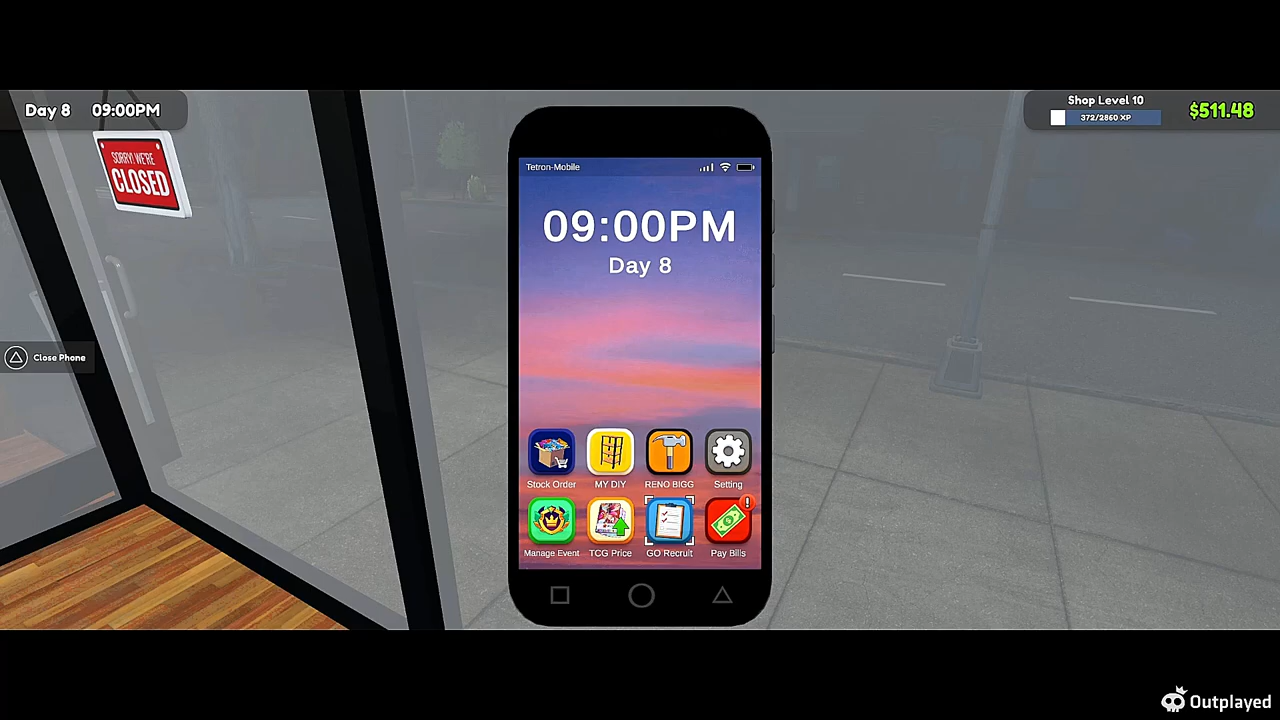 Day 8 09:00PM
Shop Level 10
372/2860 XP
$511.48
SORRY! WE'RE
CLOSED
Tetron-Mobile
09:00PM
Day 8
Close Phone
Stock Order MY DIY RENO BIGG Setting
!
Manage Event TCG Price GO Recruit Pay Bills
Outplayed